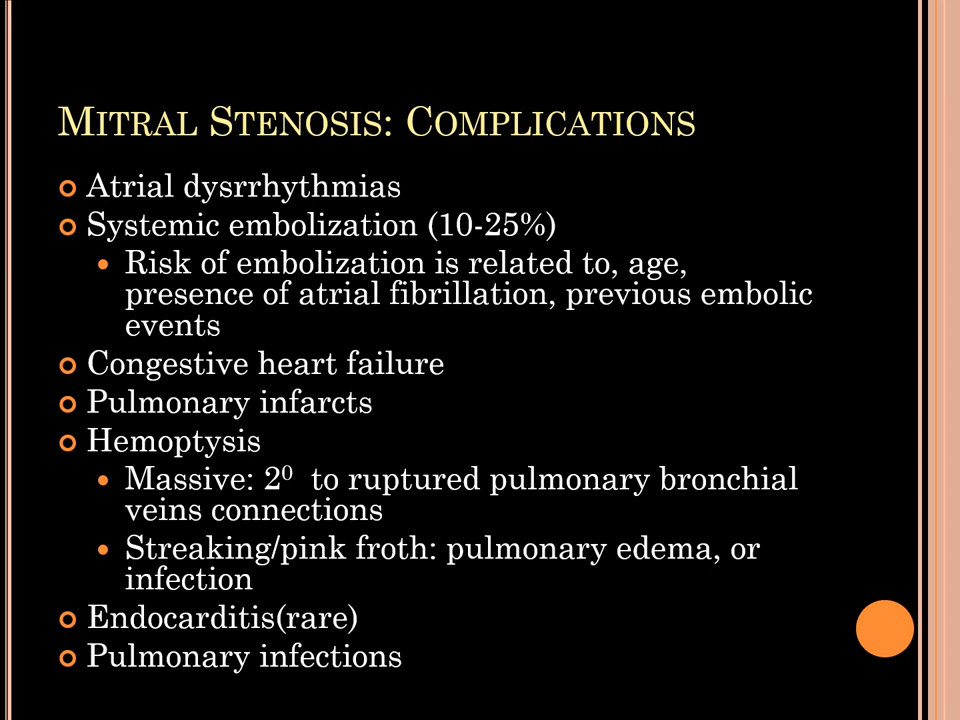 MITRAL STENOSIS: COMPLICATIONS
Atrial dysrrhythmias
Systemic embolization (10-25%)
Risk of embolization is related to, age,
presence of atrial fibrillation, previous embolic
events
Congestive heart failure
Pulmonary infarcts
Hemoptysis
Massive: 2⁰ to ruptured pulmonary bronchial
veins connections
Streaking/pink froth: pulmonary edema, or
infection
Endocarditis(rare)
Pulmonary infections